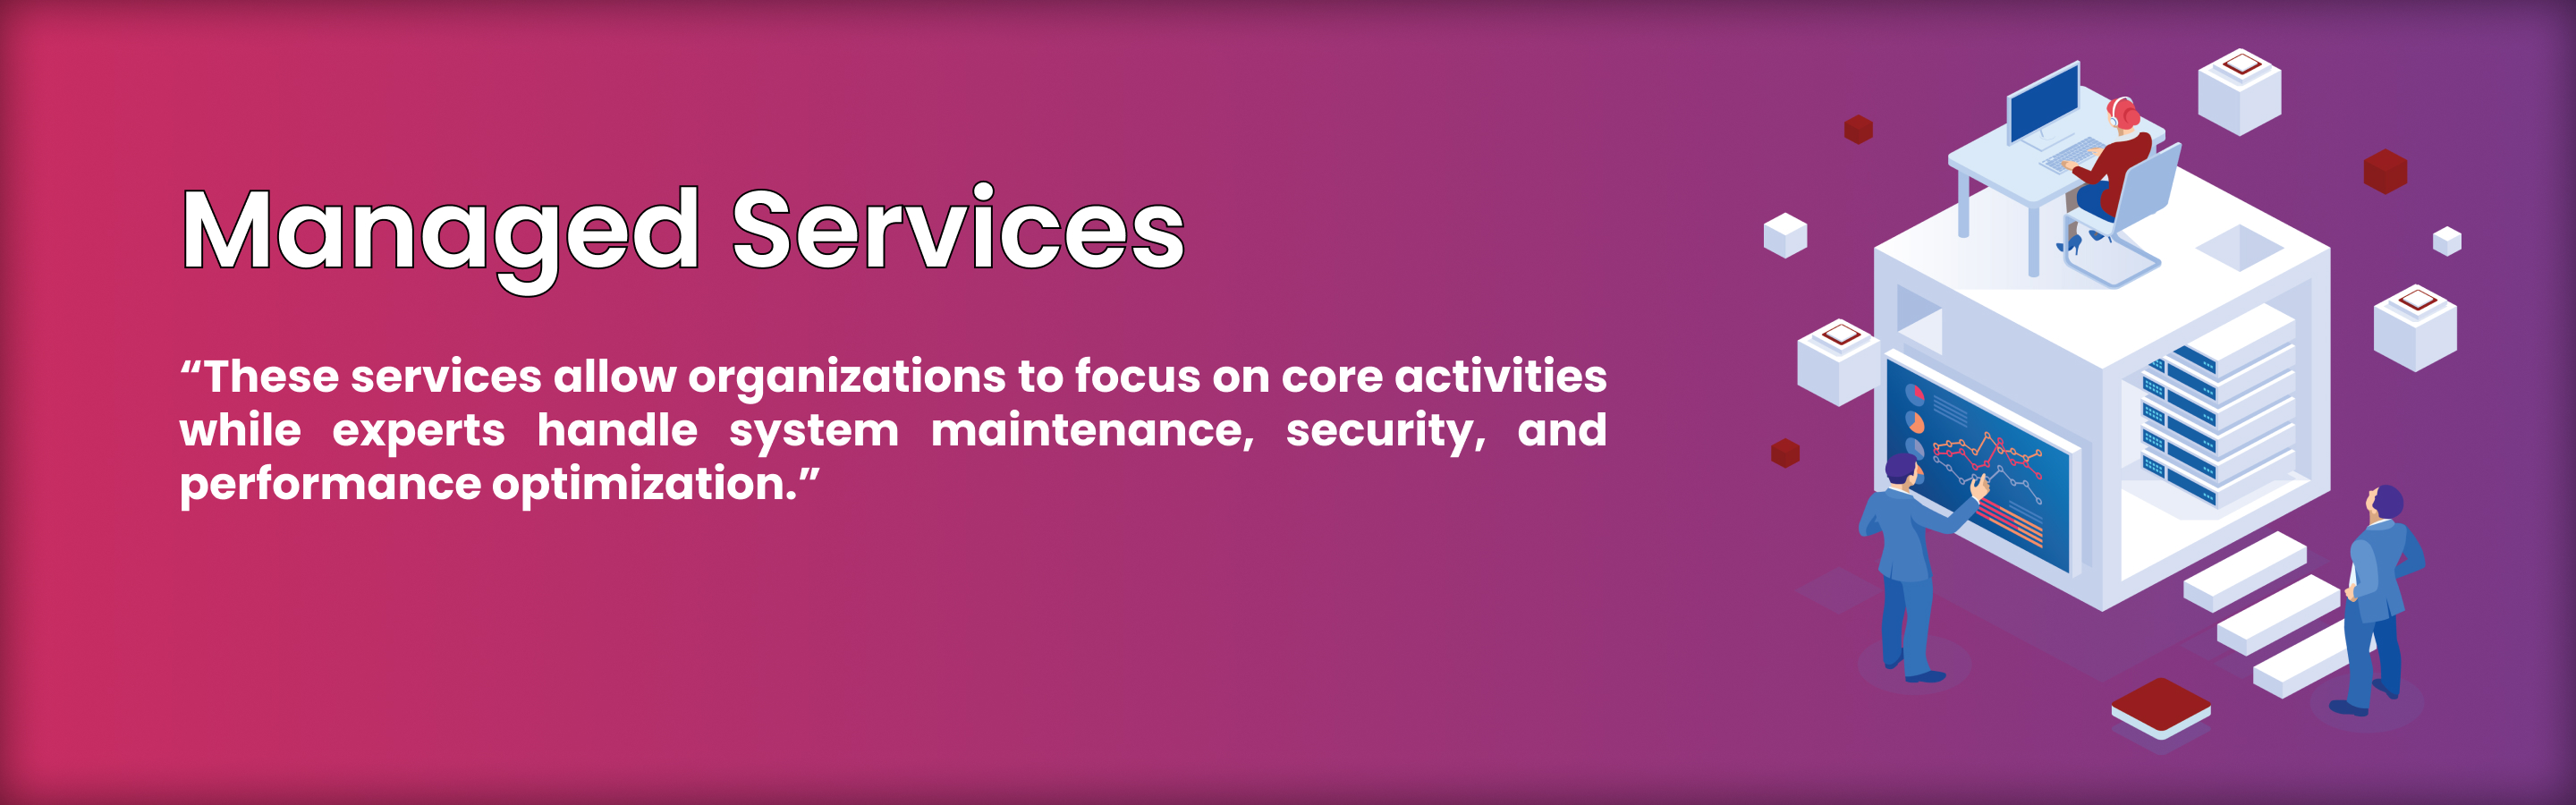 Managed Services
“These services allow organizations to focus on core activities
while experts handle system maintenance, security, and
performance optimization.”